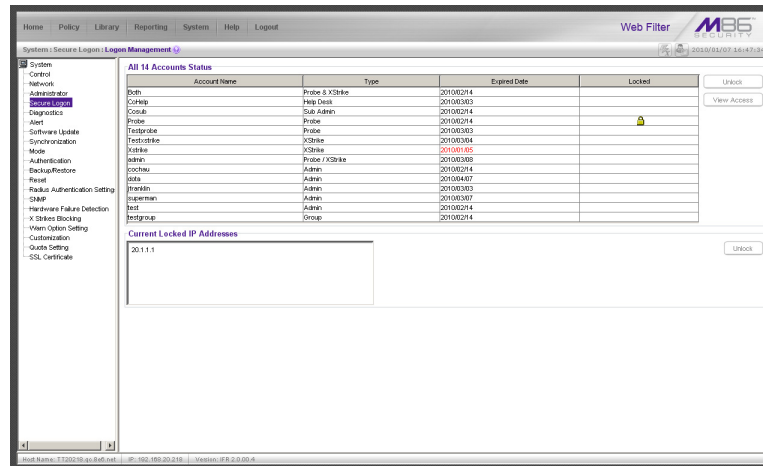 Home Policy Library Reporting System Help Logout Web Filter M86 SECURITY
System : Secure Logon : Logon Management 2010/01/07 16:47:34
System
Control
Network
Administrator
Secure Logon
Diagnostics
Alert
Software Update
Synchronization
Mode
Authentication
Backup/Restore
Reset
Radius Authentication Setting
SNMP
Hardware Failure Detection
X Strikes Blocking
Warn Option Setting
Customization
Quota Setting
SSL Certificate
All 14 Accounts Status
Account Name Type Expired Date Locked
Both Probe & XStrike 2010/02/14
CoHelp Help Desk 2010/03/03
Cosub Sub Admin 2010/02/14
Probe Probe 2010/02/14
Testprobe Probe 2010/03/03
Testxstrike XStrike 2010/03/04
Xstrike XStrike 2010/01/05
admin Probe / XStrike 2010/03/08
cochau Admin 2010/02/14
data Admin 2010/04/07
jfranklin Admin 2010/03/03
superman Admin 2010/03/07
test Admin 2010/02/14
testgroup Group 2010/02/14
Unlock
View Access
Current Locked IP Addresses
20.1.1.1
Unlock
Host Name: TT20218.qc.8e6.net IP: 192.168.20.218 Version: IFR 2.0.00.4